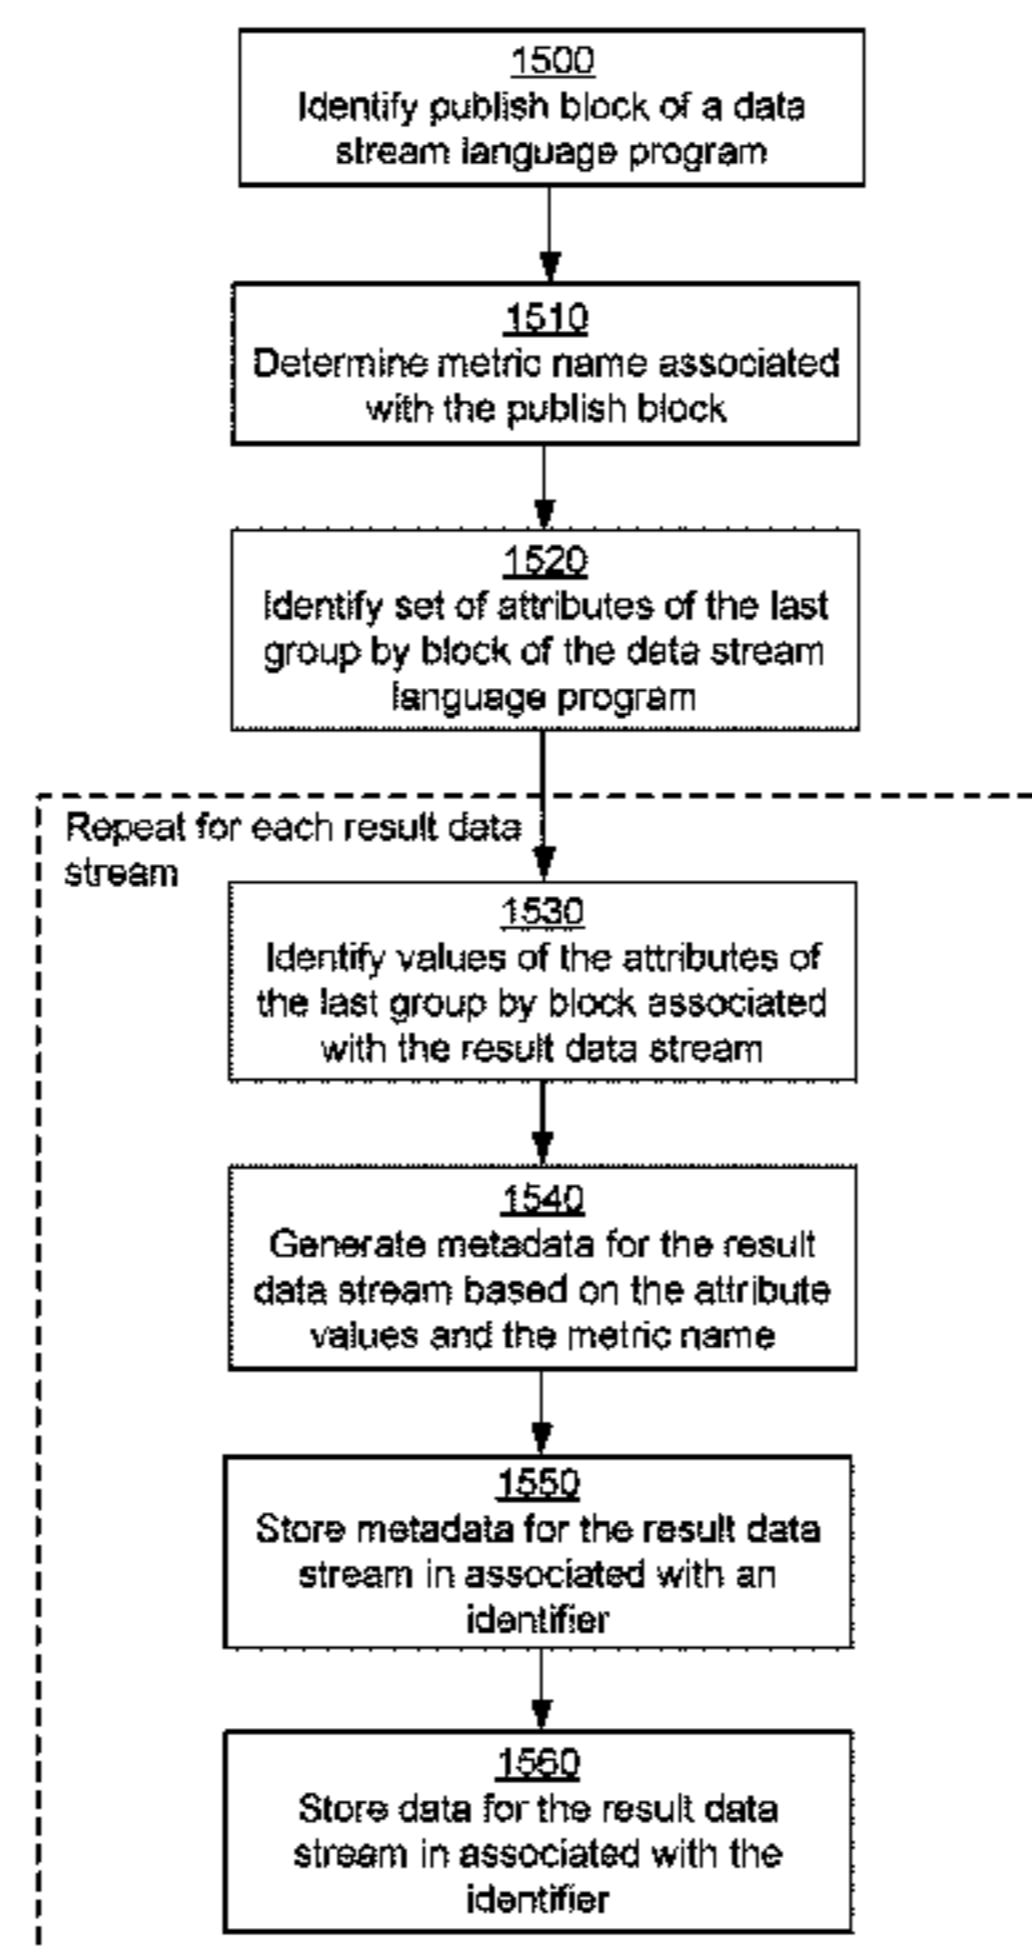 1500
Identify publish block of a data
stream language program
1510
Determine metric name associated
with the publish block
1520
Identify set of attributes of the last
group by block of the data stream
language program
Repeat for each result data
stream
1530
Identify values of the attributes of
the last group by block associated
with the result data stream
1540
Generate metadata for the result
data stream based on the attribute
values and the metric name
1550
Store metadata for the result data
stream in associated with an
identifier
1560
Store data for the result data
stream in associated with the
identifier